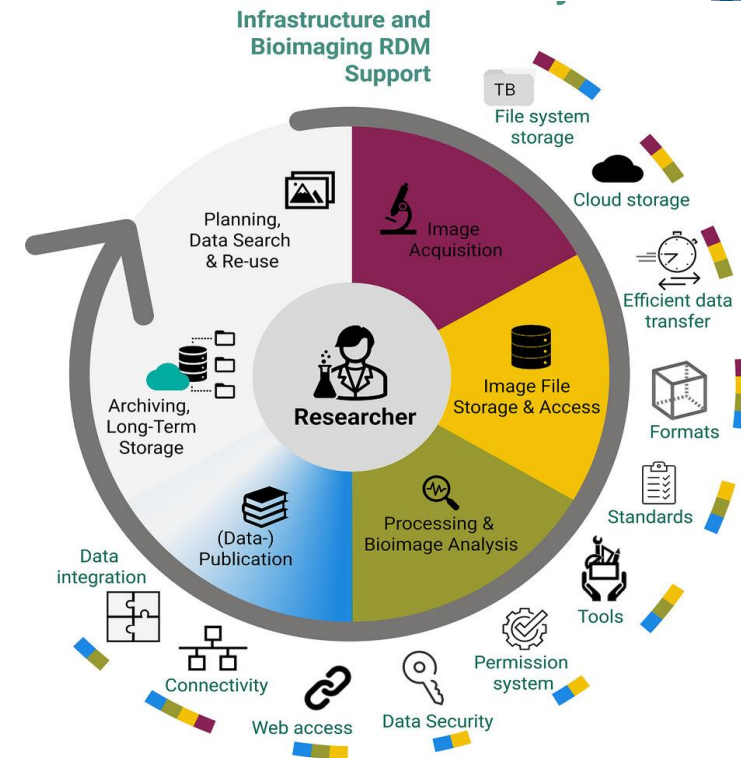 Infrastructure and
Bioimaging RDM
Support
TB
File system
storage
Cloud storage
Efficient data
transfer
Formats
Standards
Tools
Permission
system
Data Security
Web access
Connectivity
Data
integration
Planning,
Data Search
& Re-use
Image
Acquisition
Image File
Storage & Access
Processing &
Bioimage Analysis
(Data-)
Publication
Archiving,
Long-Term
Storage
Researcher